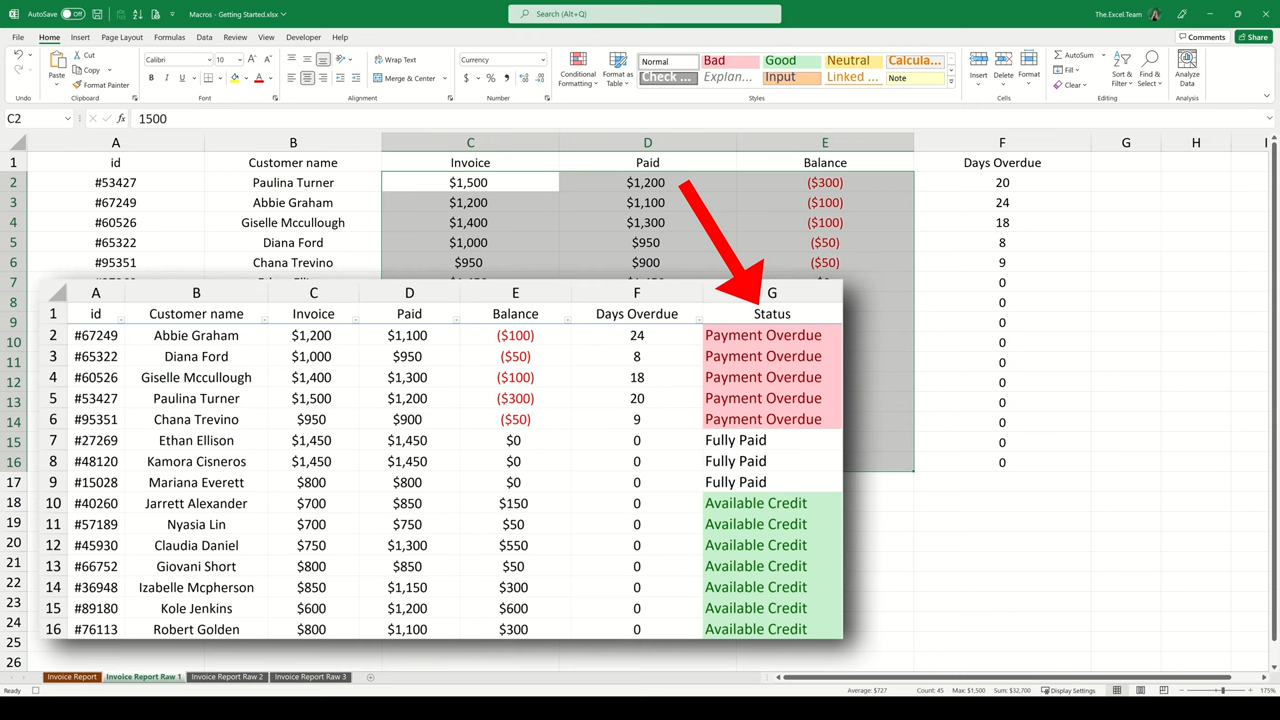 AutoSave Off Macros - Getting Started.xlsx Search (Alt+Q) The.Excel.Team
File Home Insert Page Layout Formulas Data Review View Developer Help Comments Share
Undo
Paste Cut Copy Format Painter Clipboard
Calibri 10 B I U A A Font
Wrap Text Merge & Center Alignment
Currency $ % Number
Conditional Formatting Format as Table Normal Bad Good Neutral Calcula... Check ... Explan... Input Linked ... Note Styles
Insert Delete Format Cells
AutoSum Fill Clear Sort & Filter Find & Select Editing
Analyze Data Analysis
C2 fx 1500
A B C D E F G H I
1 id Customer name Invoice Paid Balance Days Overdue
2 #53427 Paulina Turner $1,500 $1,200 ($300) 20
3 #67249 Abbie Graham $1,200 $1,100 ($100) 24
4 #60526 Giselle Mccullough $1,400 $1,300 ($100) 18
5 #65322 Diana Ford $1,000 $950 ($50) 8
6 #95351 Chana Trevino $950 $900 ($50) 9
7 0
8 0
9 0
10 0
11 0
12 0
13 0
14 0
15 0
16 0
17
18
19
20
21
22
23
24
25
26
A B C D E F G
1 id Customer name Invoice Paid Balance Days Overdue Status
2 #67249 Abbie Graham $1,200 $1,100 ($100) 24 Payment Overdue
3 #65322 Diana Ford $1,000 $950 ($50) 8 Payment Overdue
4 #60526 Giselle Mccullough $1,400 $1,300 ($100) 18 Payment Overdue
5 #53427 Paulina Turner $1,500 $1,200 ($300) 20 Payment Overdue
6 #95351 Chana Trevino $950 $900 ($50) 9 Payment Overdue
7 #27269 Ethan Ellison $1,450 $1,450 $0 0 Fully Paid
8 #48120 Kamora Cisneros $1,450 $1,450 $0 0 Fully Paid
9 #15028 Mariana Everett $800 $800 $0 0 Fully Paid
10 #40260 Jarrett Alexander $700 $850 $150 0 Available Credit
11 #57189 Nyasia Lin $700 $750 $50 0 Available Credit
12 #45930 Claudia Daniel $750 $1,300 $550 0 Available Credit
13 #66752 Giovani Short $800 $850 $50 0 Available Credit
14 #36948 Izabelle Mcpherson $850 $1,150 $300 0 Available Credit
15 #89180 Kole Jenkins $600 $1,200 $600 0 Available Credit
16 #76113 Robert Golden $800 $1,100 $300 0 Available Credit
Invoice Report Invoice Report Raw 1 Invoice Report Raw 2 Invoice Report Raw 3
Ready Average: $727 Count: 45 Max: $1,500 Sum: $32,700 Display Settings 175%